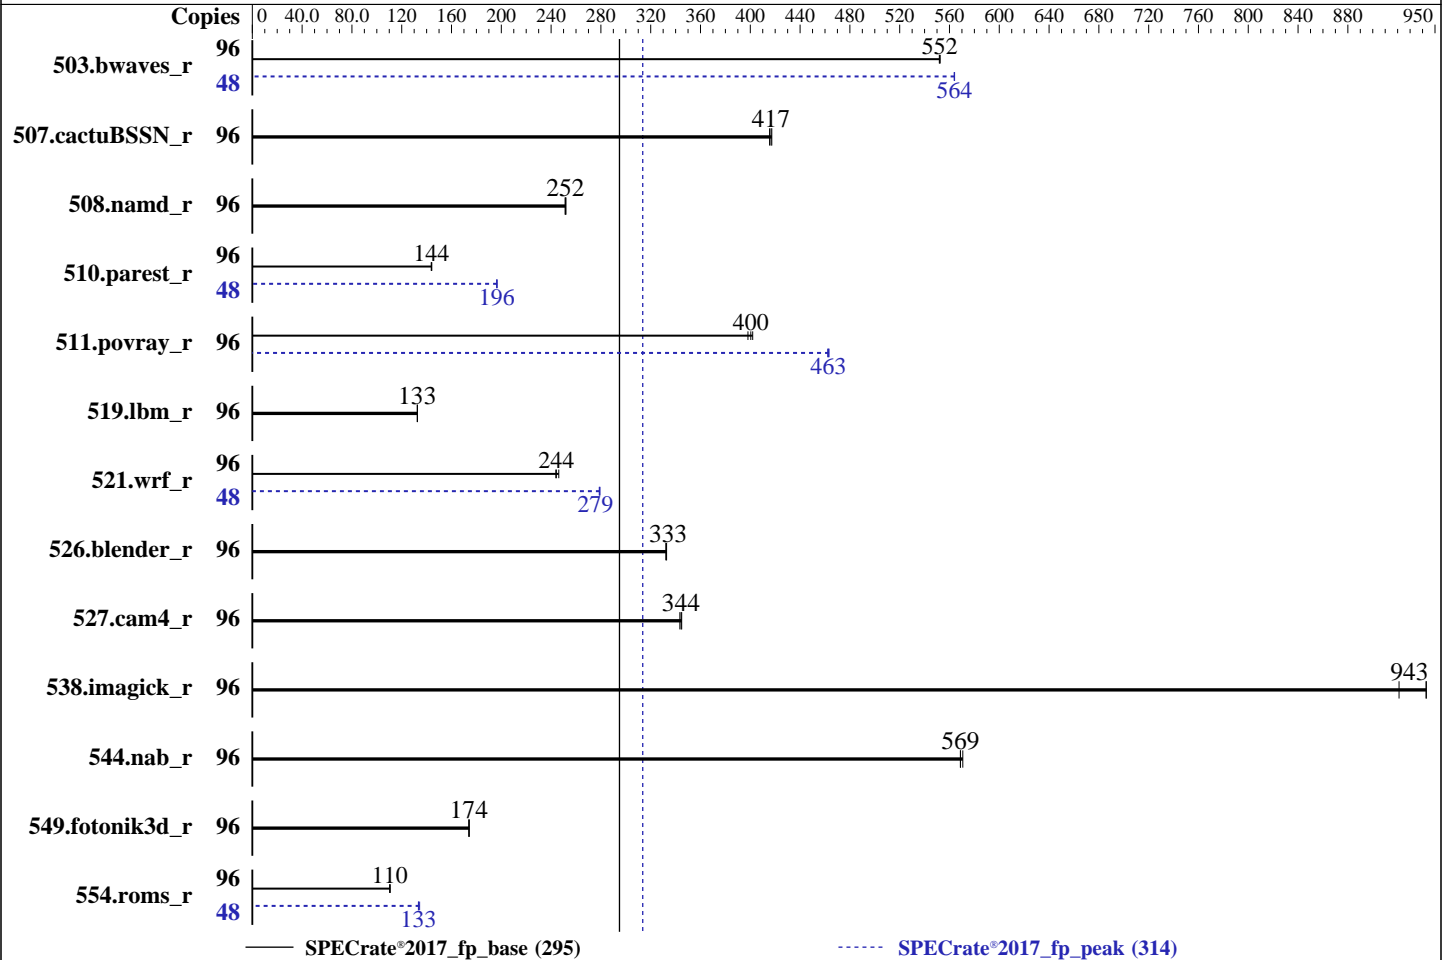 Copies 0 40.0 80.0 120 160 200 240 280 320 360 400 440 480 520 560 600 640 680 720 760 800 840 880 950
503.bwaves_r 96 552
48 564
507.cactuBSSN_r 96 417
508.namd_r 96 252
510.parest_r 96 144
48 196
511.povray_r 96 400
463
519.lbm_r 96 133
521.wrf_r 96 244
48 279
526.blender_r 96 333
527.cam4_r 96 344
538.imagick_r 96 943
544.nab_r 96 569
549.fotonik3d_r 96 174
554.roms_r 96 110
48 133
SPECrate®2017_fp_base (295) SPECrate®2017_fp_peak (314)